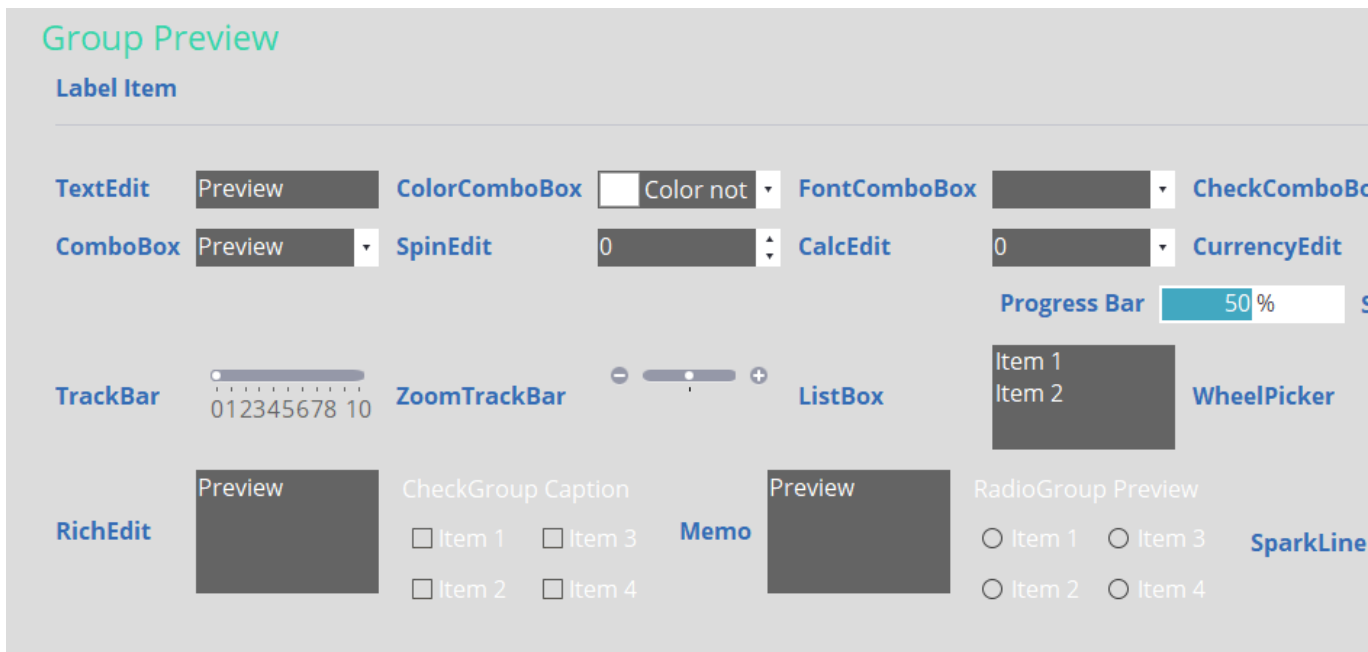 Group Preview
Label Item
TextEdit Preview ColorComboBox Color not FontComboBox CheckComboBo
ComboBox Preview SpinEdit 0 CalcEdit 0 CurrencyEdit
Progress Bar 50 % S
TrackBar 012345678 10 ZoomTrackBar ListBox Item 1 WheelPicker
Item 2
RichEdit Preview CheckGroup Caption Memo Preview RadioGroup Preview SparkLine
Item 1 Item 3 Item 1 Item 3
Item 2 Item 4 Item 2 Item 4